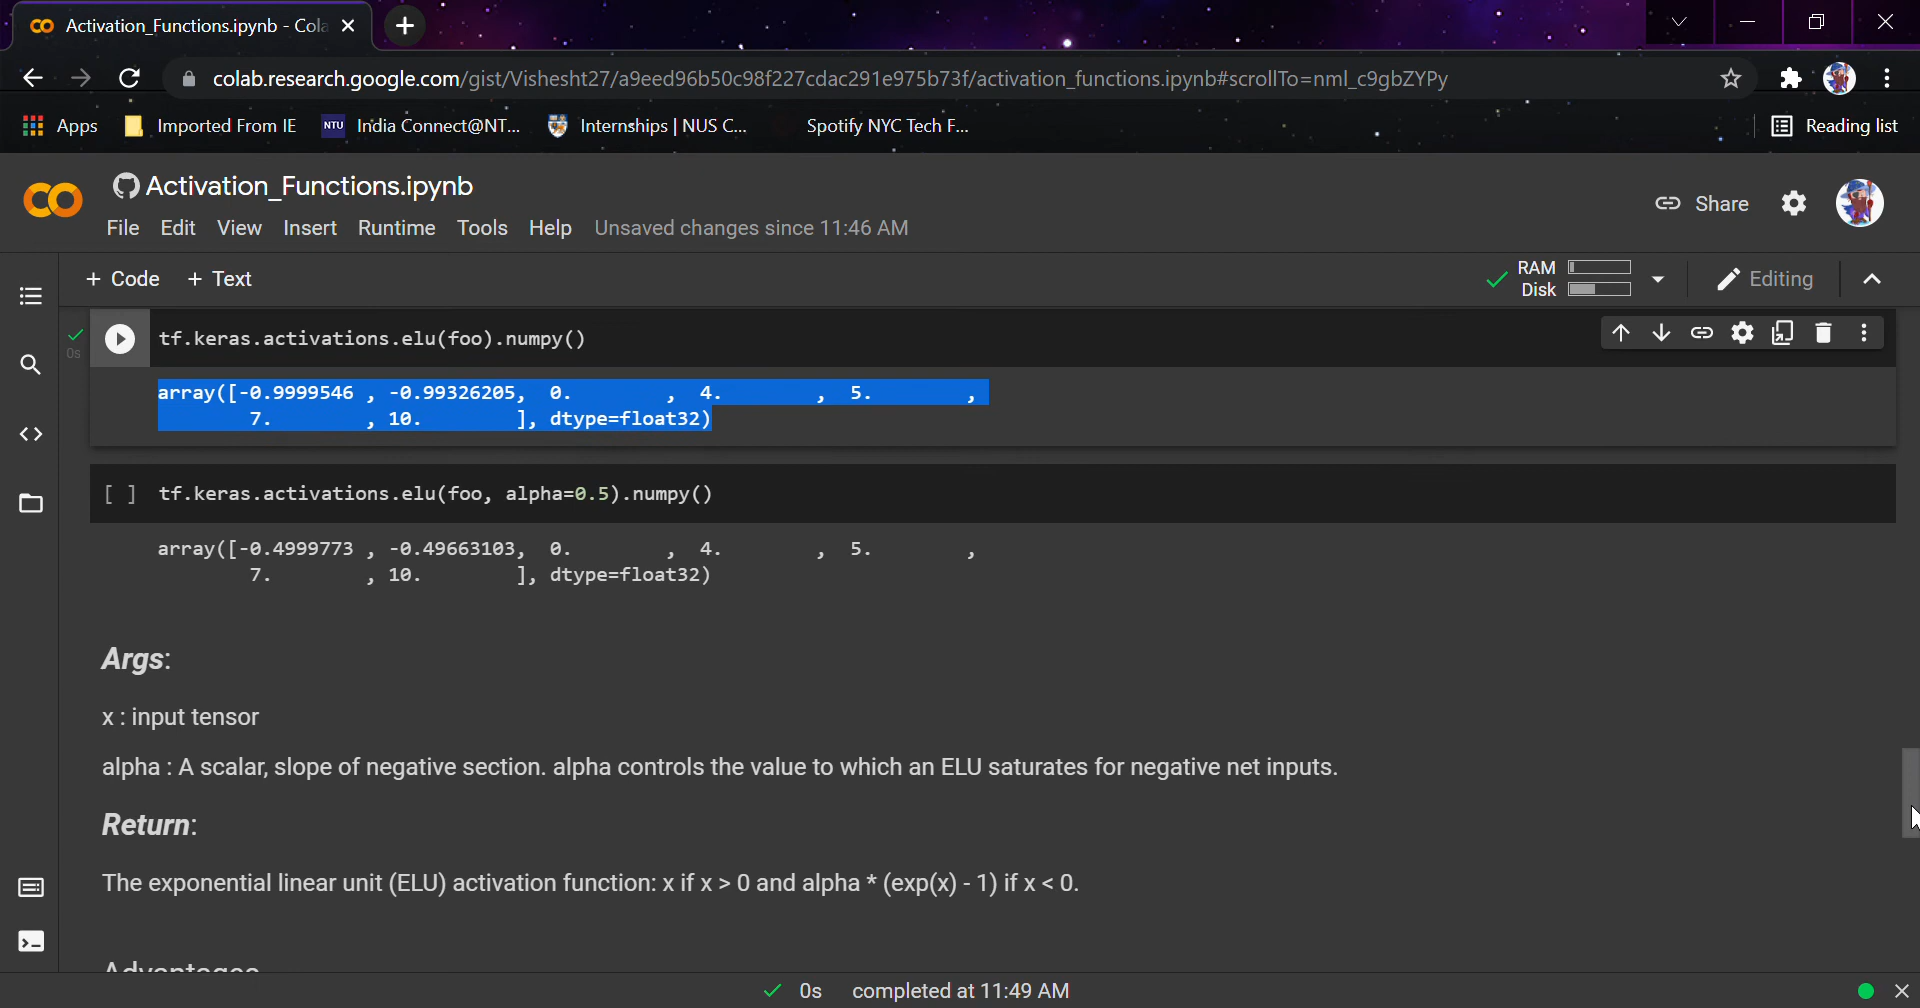 Activation_Functions.ipynb - Cola
colab.research.google.com/gist/Vishesht27/a9eed96b50c98f227cdac291e975b73f/activation_functions.ipynb#scrollTo=nml_c9gbZYPy
Apps Imported From IE NTU India Connect@NT... Internships | NUS C... Spotify NYC Tech F... Reading list
CO Activation_Functions.ipynb
Share
File Edit View Insert Runtime Tools Help Unsaved changes since 11:46 AM
+ Code + Text RAM Disk Editing
tf.keras.activations.elu(foo).numpy()
0s
array([-0.9999546 , -0.99326205, 0. , 4. , 5. ,
7. , 10. ], dtype=float32)
[ ] tf.keras.activations.elu(foo, alpha=0.5).numpy()
array([-0.4999773 , -0.49663103, 0. , 4. , 5. ,
7. , 10. ], dtype=float32)
Args:
x : input tensor
alpha : A scalar, slope of negative section. alpha controls the value to which an ELU saturates for negative net inputs.
Return:
The exponential linear unit (ELU) activation function: x if x > 0 and alpha * (exp(x) - 1) if x < 0.
Advantages
0s completed at 11:49 AM